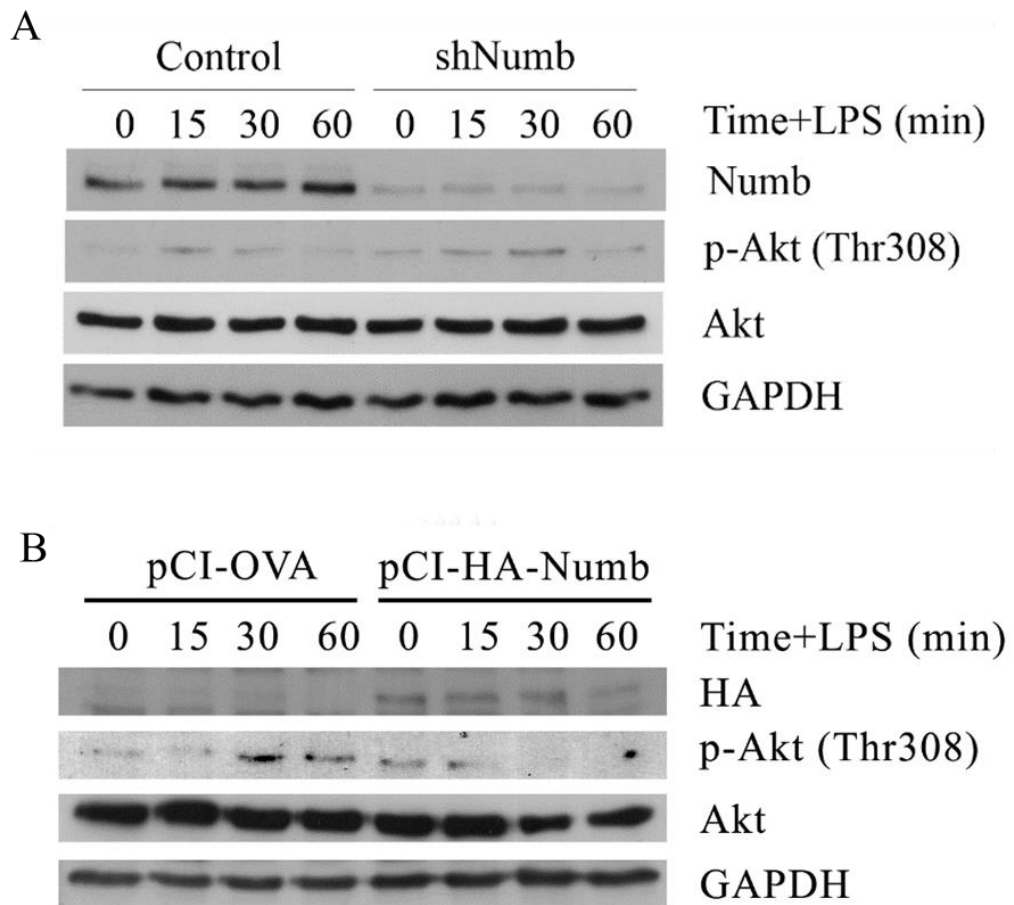 A
Control shNumb
0 15 30 60 0 15 30 60 Time+LPS (min)
Numb
p-Akt (Thr308)
Akt
GAPDH
B
pCI-OVA pCI-HA-Numb
0 15 30 60 0 15 30 60 Time+LPS (min)
HA
p-Akt (Thr308)
Akt
GAPDH